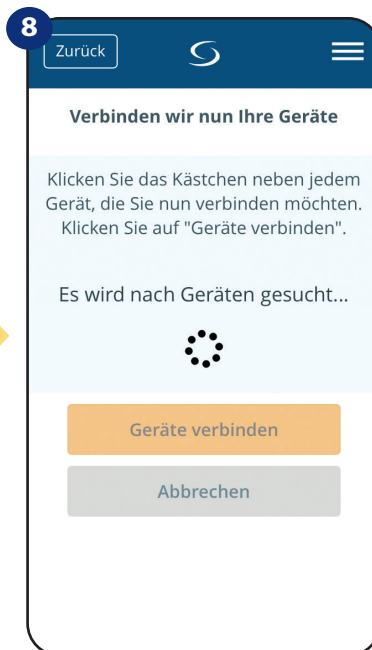 8
Zurück
Verbinden wir nun Ihre Geräte
Klicken Sie das Kästchen neben jedem
Gerät, die Sie nun verbinden möchten.
Klicken Sie auf "Geräte verbinden".
Es wird nach Geräten gesucht...
Geräte verbinden
Abbrechen